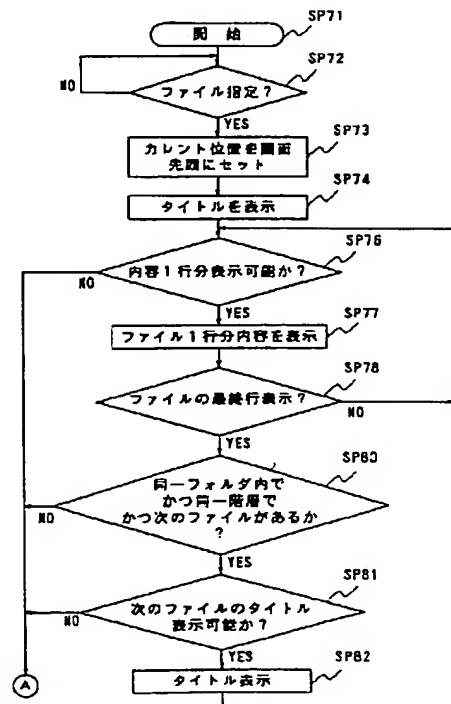 SP71
開 始
SP72
NO
ファイル指定?
YES
SP73
カレント位置を画面
先頭にセット
SP74
タイトルを表示
SP76
NO
内容1行分表示可能か?
YES
SP77
ファイル1行分内容を表示
SP78
ファイルの最終行表示?
NO
YES
SP80
同一フォルダ内で
かつ同一階層で
かつ次のファイルがあるか
?
NO
YES
SP81
次のファイルのタイトル
表示可能か?
NO
YES
SP82
タイトル表示
A